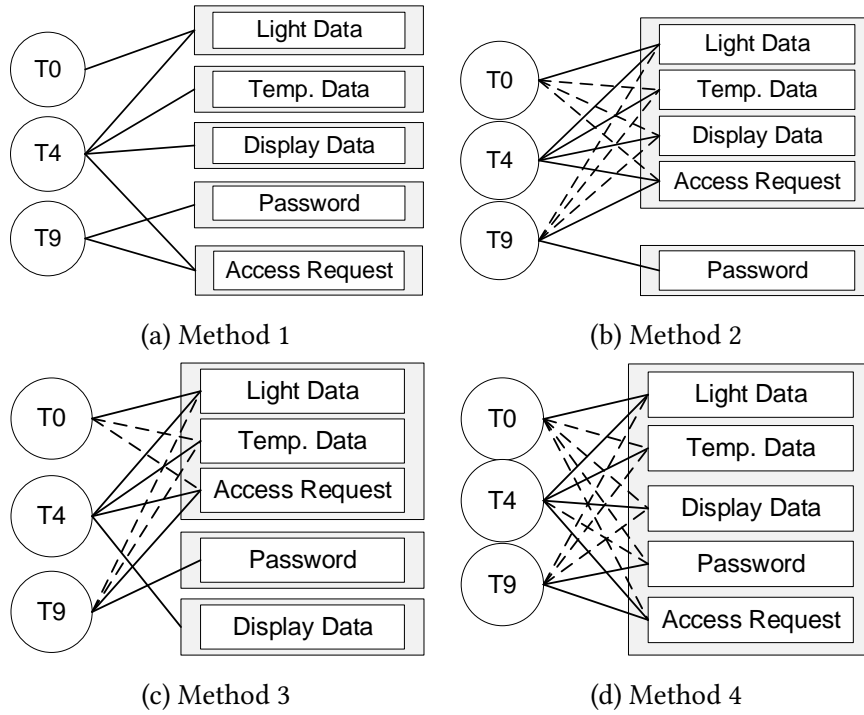 T0
T4
T9
Light Data
Temp. Data
Display Data
Password
Access Request
(a) Method 1
T0
T4
T9
Light Data
Temp. Data
Display Data
Access Request
Password
(b) Method 2
T0
T4
T9
Light Data
Temp. Data
Access Request
Password
Display Data
(c) Method 3
T0
T4
T9
Light Data
Temp. Data
Display Data
Password
Access Request
(d) Method 4